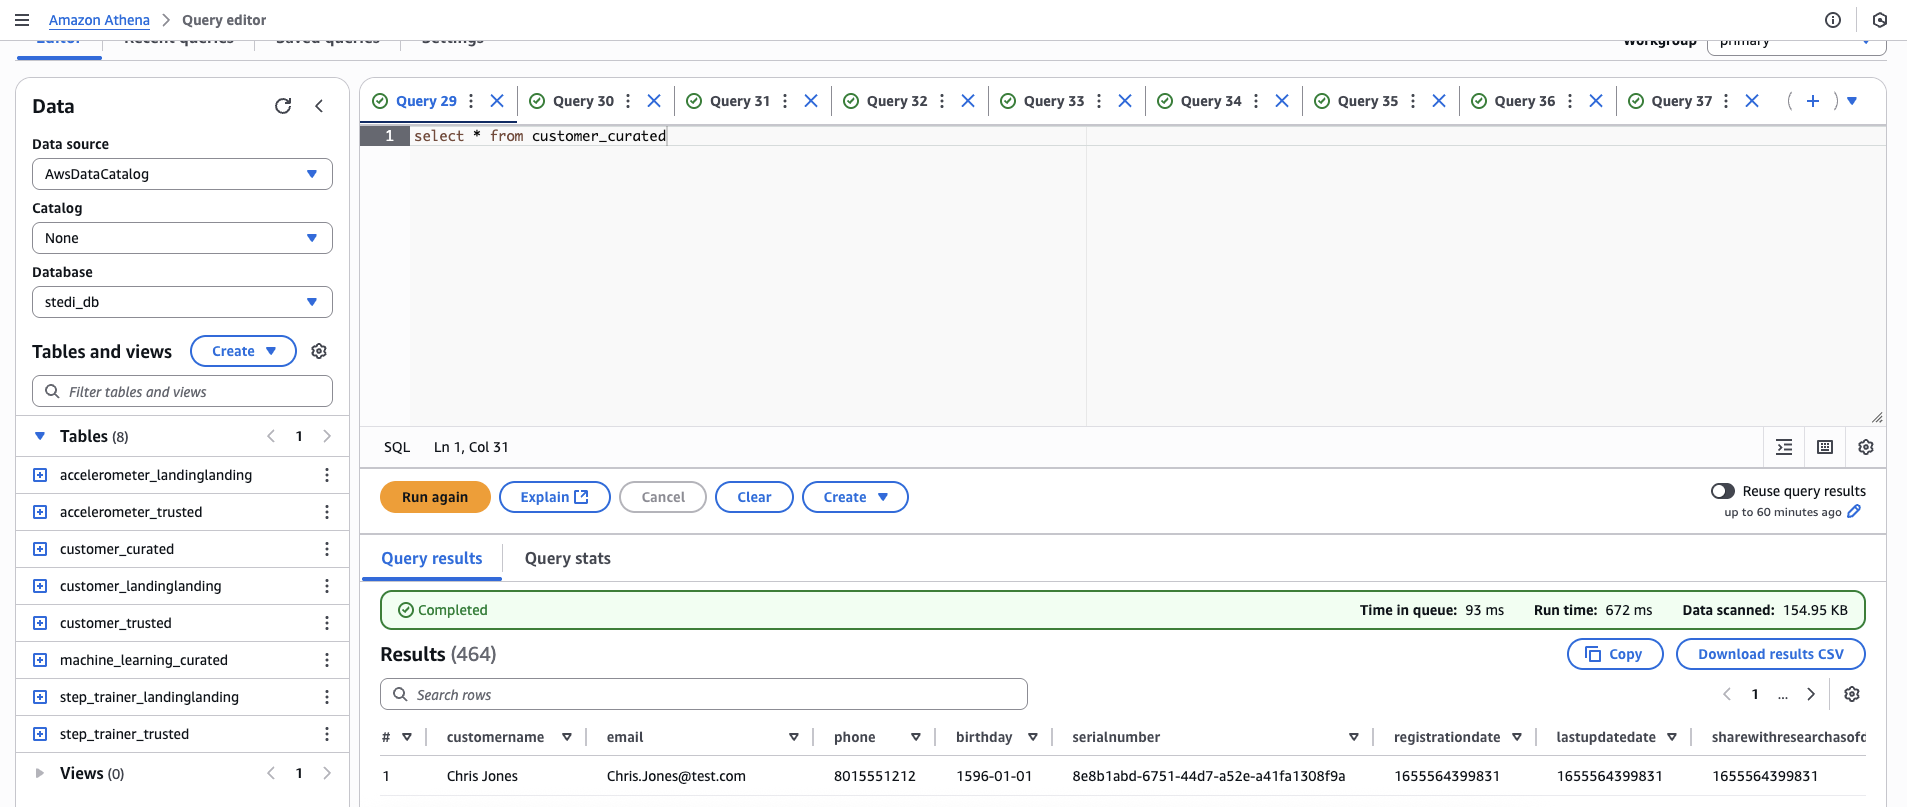 Amazon Athena > Query editor
Editor Recent queries Saved queries Settings
Workgroup primary
Data
Data source
AwsDataCatalog
Catalog
None
Database
stedi_db
Tables and views Create
Filter tables and views
Tables (8) 1
accelerometer_landinglanding
accelerometer_trusted
customer_curated
customer_landinglanding
customer_trusted
machine_learning_curated
step_trainer_landinglanding
step_trainer_trusted
Views (0) 1
Query 29 Query 30 Query 31 Query 32 Query 33 Query 34 Query 35 Query 36 Query 37
1 select * from customer_curated
SQL Ln 1, Col 31
Run again Explain Cancel Clear Create
Reuse query results
up to 60 minutes ago
Query results Query stats
Completed Time in queue: 93 ms Run time: 672 ms Data scanned: 154.95 KB
Results (464) Copy Download results CSV
Search rows 1 ...
# customername email phone birthday serialnumber registrationdate lastupdatedate sharewithresearchasofd
1 Chris Jones Chris.Jones@test.com 8015551212 1596-01-01 8e8b1abd-6751-44d7-a52e-a41fa1308f9a 1655564399831 1655564399831 1655564399831